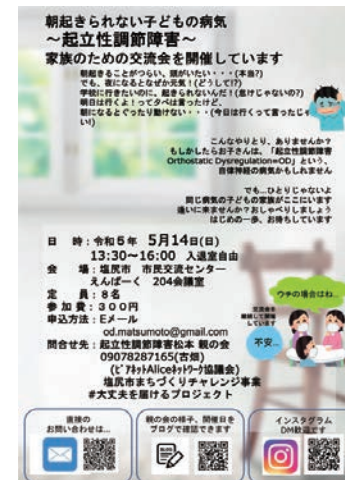 朝起きられない子どもの病気
~起立性調節障害~
家族のための交流会を開催しています
朝起きることがつらい、頭がいたい・・・(本当?)
でも、夜になるとなぜか元気!(どうして!?)
学校に行きたいのに、起きられないんだ!(怠けじゃないの?)
明日は行くよ!って夕べは言ったけど、
朝になるとぐったり動けない・・・(今日は行くって言ったじゃない!)
こんなやりとり、ありませんか?
もしかしたらお子さんは、「起立性調節障害
Orthostatic Dysregulation=OD」という、
自律神経の病気かもしれません
でも…ひとりじゃないよ
同じ病気の子どもの家族がここにいます
逢いに来ませんか?おしゃべりしましょう
はじめの一歩、お待ちしています
日 時:令和5年 5月14日(日)
13:30~16:00 入退室自由
会 場:塩尻市 市民交流センター
えんぱーく 204会議室
定 員:8名
参加費:300円
申込方法:Eメール
od.matsumoto@gmail.com
問合せ先:起立性調節障害松本 親の会
09078287165(古畑)
(ピアネットAliceネットワーク協議会)
塩尻市まちづくりチャレンジ事業
#大丈夫を届けるプロジェクト
ウチの場合はね…
交流会を
継続して開催
しています
不安…
直接の
お問い合わせは…
親の会の様子、開催日を
ブログで確認できます
インスタグラム
DM歓迎です